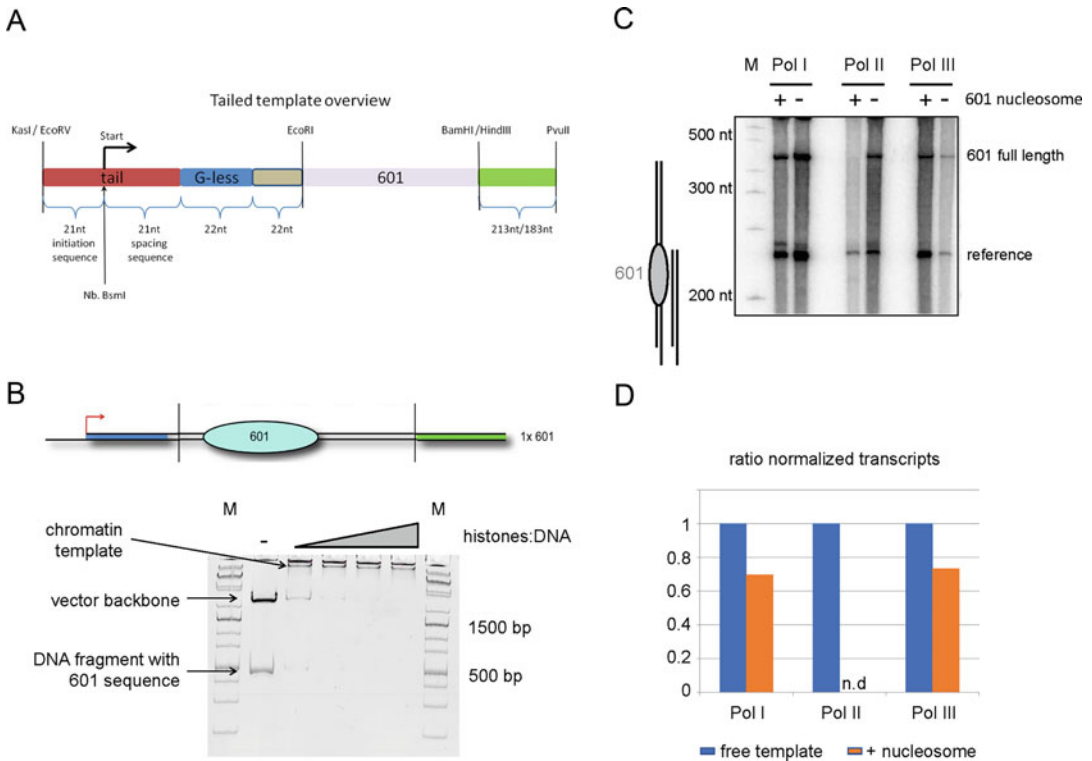 A
Tailed template overview
KasI / EcoRV
Start
EcoRI
BamHI /HindIII
PvuII
tail
G-less
601
21nt
initiation
sequence
21nt
spacing
sequence
22nt
22nt
213nt/183nt
Nb. BsmI
B
601
1x 601
M
-
M
histones:DNA
chromatin
template
vector backbone
DNA fragment with
601 sequence
1500 bp
500 bp
C
M
Pol I
Pol II
Pol III
+ - + - + - 601 nucleosome
500 nt
300 nt
200 nt
601 full length
reference
601
D
ratio normalized transcripts
1
0.8
0.6
0.4
0.2
0
n.d
Pol I
Pol II
Pol III
free template
+ nucleosome